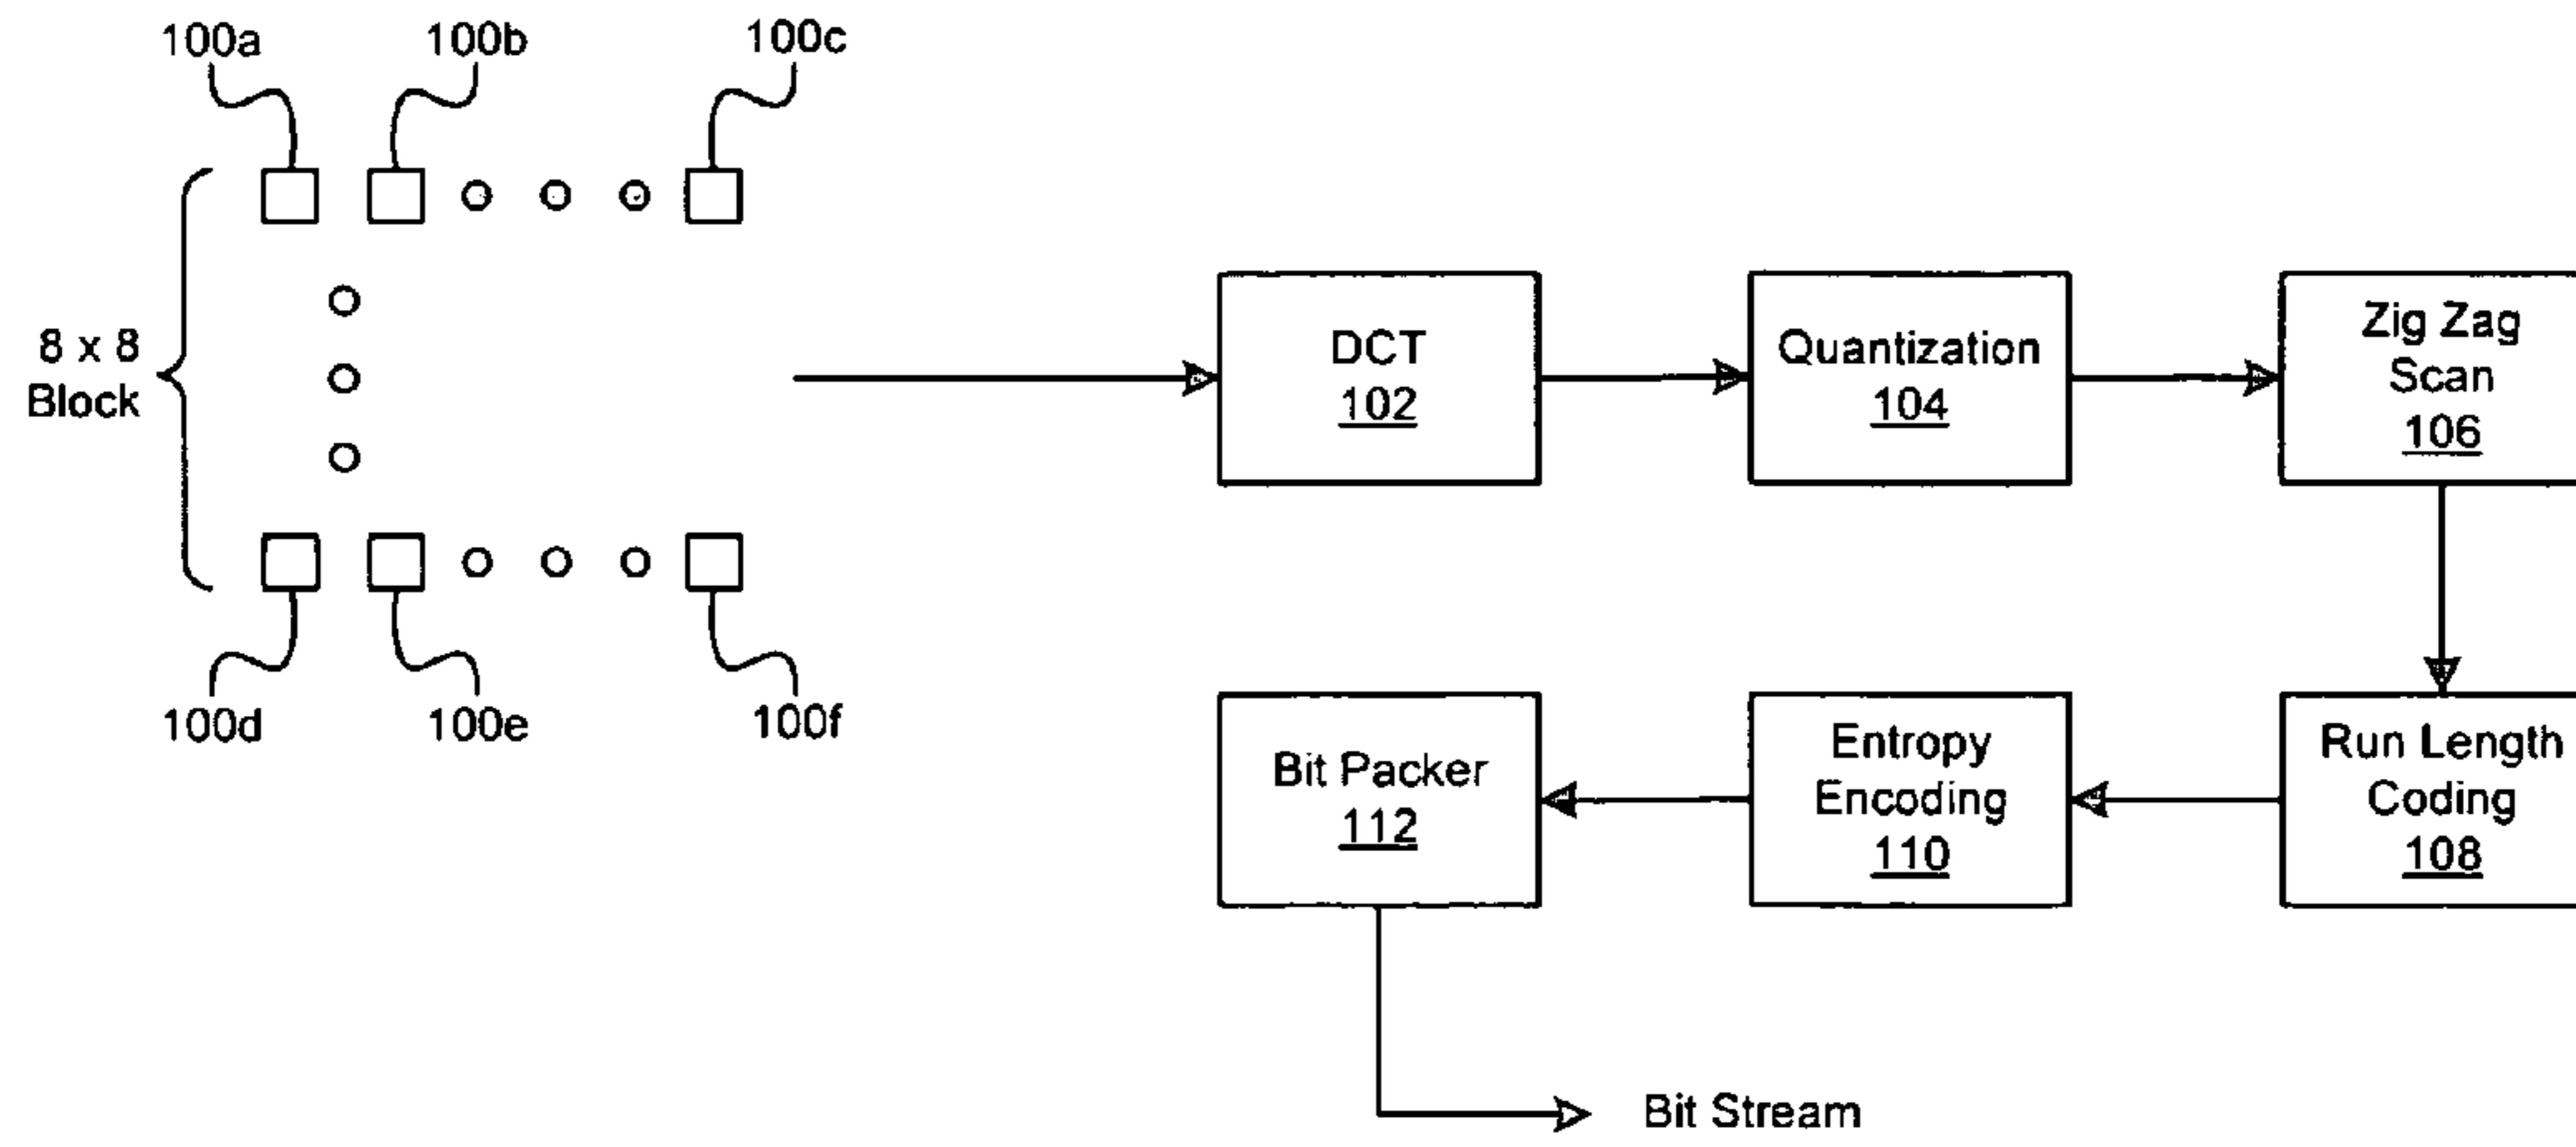 100a
100b
100c
8 x 8
Block
100d
100e
100f
DCT
102
Quantization
104
Zig Zag
Scan
106
Run Length
Coding
108
Entropy
Encoding
110
Bit Packer
112
Bit Stream